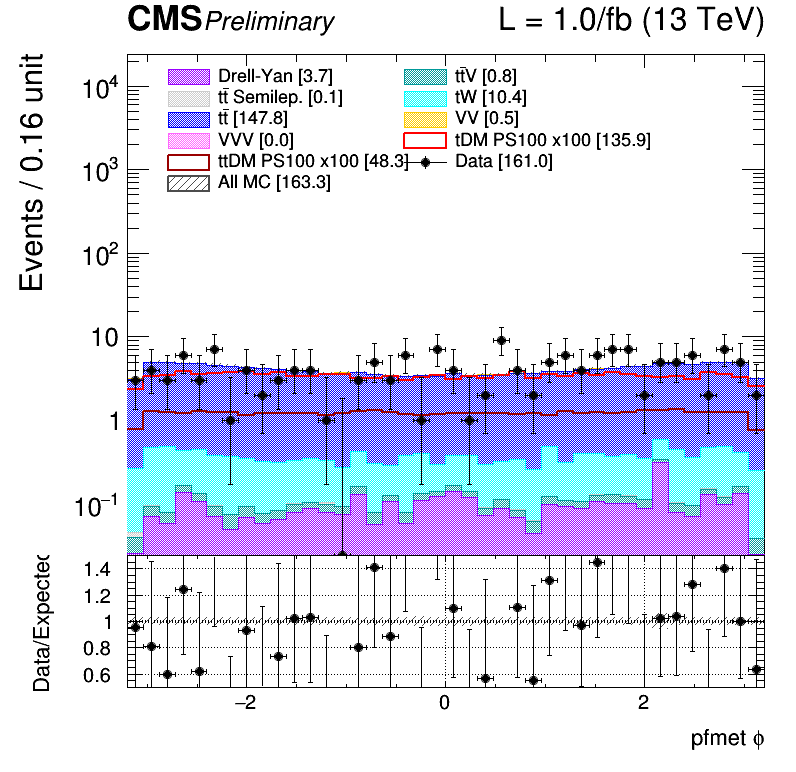 CMS Preliminary L = 1.0/fb (13 TeV)
Events / 0.16 unit
10⁴
10³
10²
10
1
10⁻¹
Drell-Yan [3.7]
tt̄ Semilep. [0.1]
tt̄ [147.8]
VVV [0.0]
ttDM PS100 x100 [48.3]
All MC [163.3]
tt̄V [0.8]
tW [10.4]
VV [0.5]
tDM PS100 x100 [135.9]
Data [161.0]
Data/Expected
1.4
1.2
1
0.8
0.6
−2 0 2
pfmet ϕ